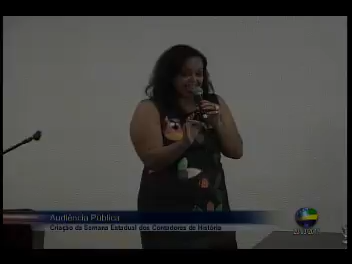 Audiência Pública
Criação da Semana Estadual dos Contadores de História